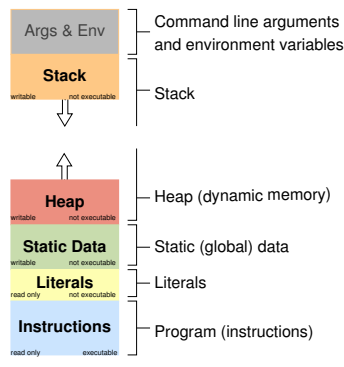 Args & Env
Command line arguments
and environment variables
Stack
writable not executable
Stack
Heap
writable not executable
Heap (dynamic memory)
Static Data
writable not executable
Static (global) data
Literals
read only not executable
Literals
Instructions
read only executable
Program (instructions)